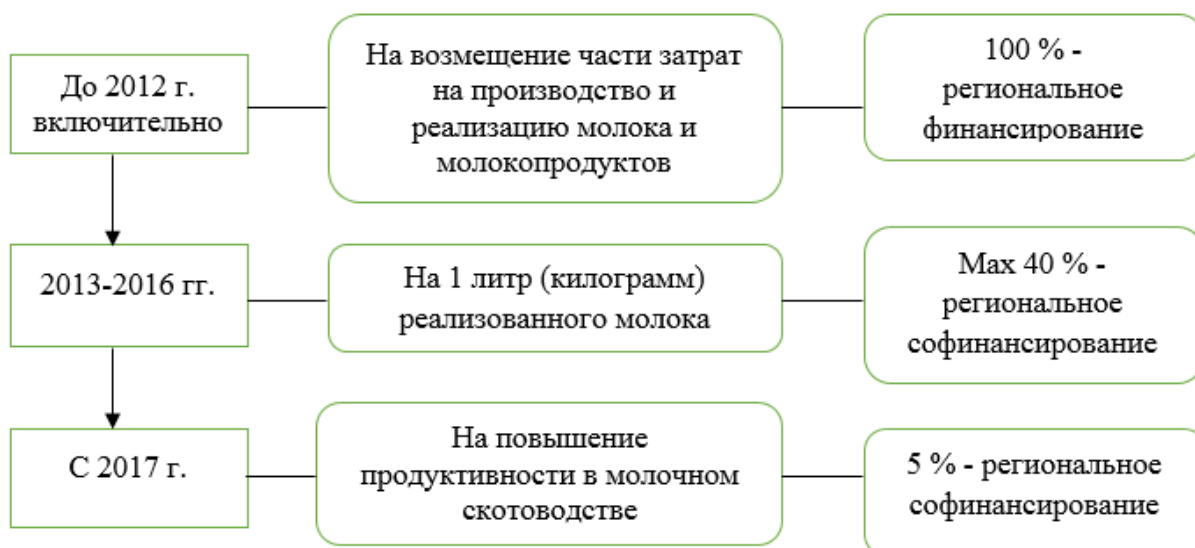 До 2012 г.
включительно
На возмещение части затрат
на производство и
реализацию молока и
молокопродуктов
100 % -
региональное
финансирование
2013-2016 гг.
На 1 литр (килограмм)
реализованного молока
Max 40 % -
региональное
софинансирование
С 2017 г.
На повышение
продуктивности в молочном
скотоводстве
5 % - региональное
софинансирование